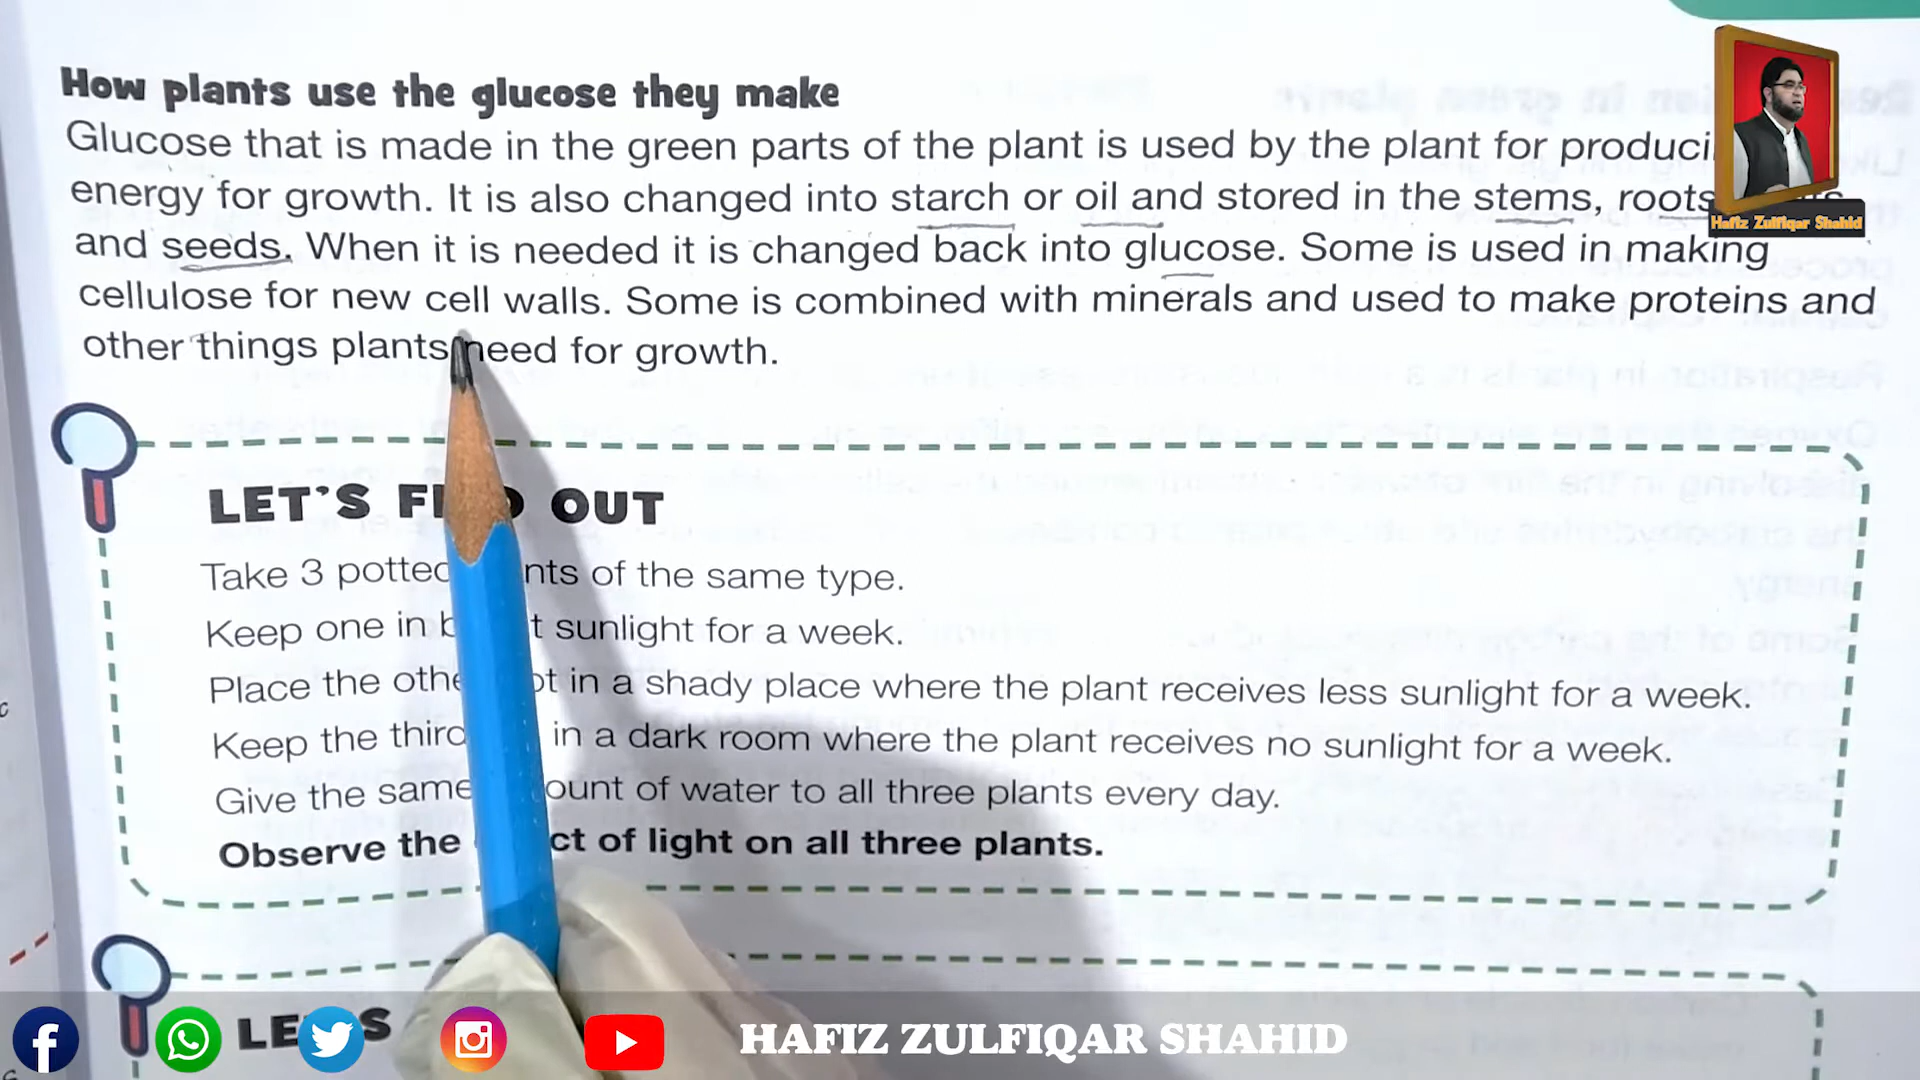 How plants use the glucose they make
Glucose that is made in the green parts of the plant is used by the plant for produci
energy for growth. It is also changed into starch or oil and stored in the stems, roots
and seeds. When it is needed it is changed back into glucose. Some is used in making
cellulose for new cell walls. Some is combined with minerals and used to make proteins and
other things plants need for growth.
Hafiz Zulfiqar Shahid
LET'S FI D OUT
Take 3 potted nts of the same type.
Keep one in b t sunlight for a week.
Place the othe ot in a shady place where the plant receives less sunlight for a week.
Keep the third in a dark room where the plant receives no sunlight for a week.
Give the same ount of water to all three plants every day.
Observe the ct of light on all three plants.
LE 'S
HAFIZ ZULFIQAR SHAHID